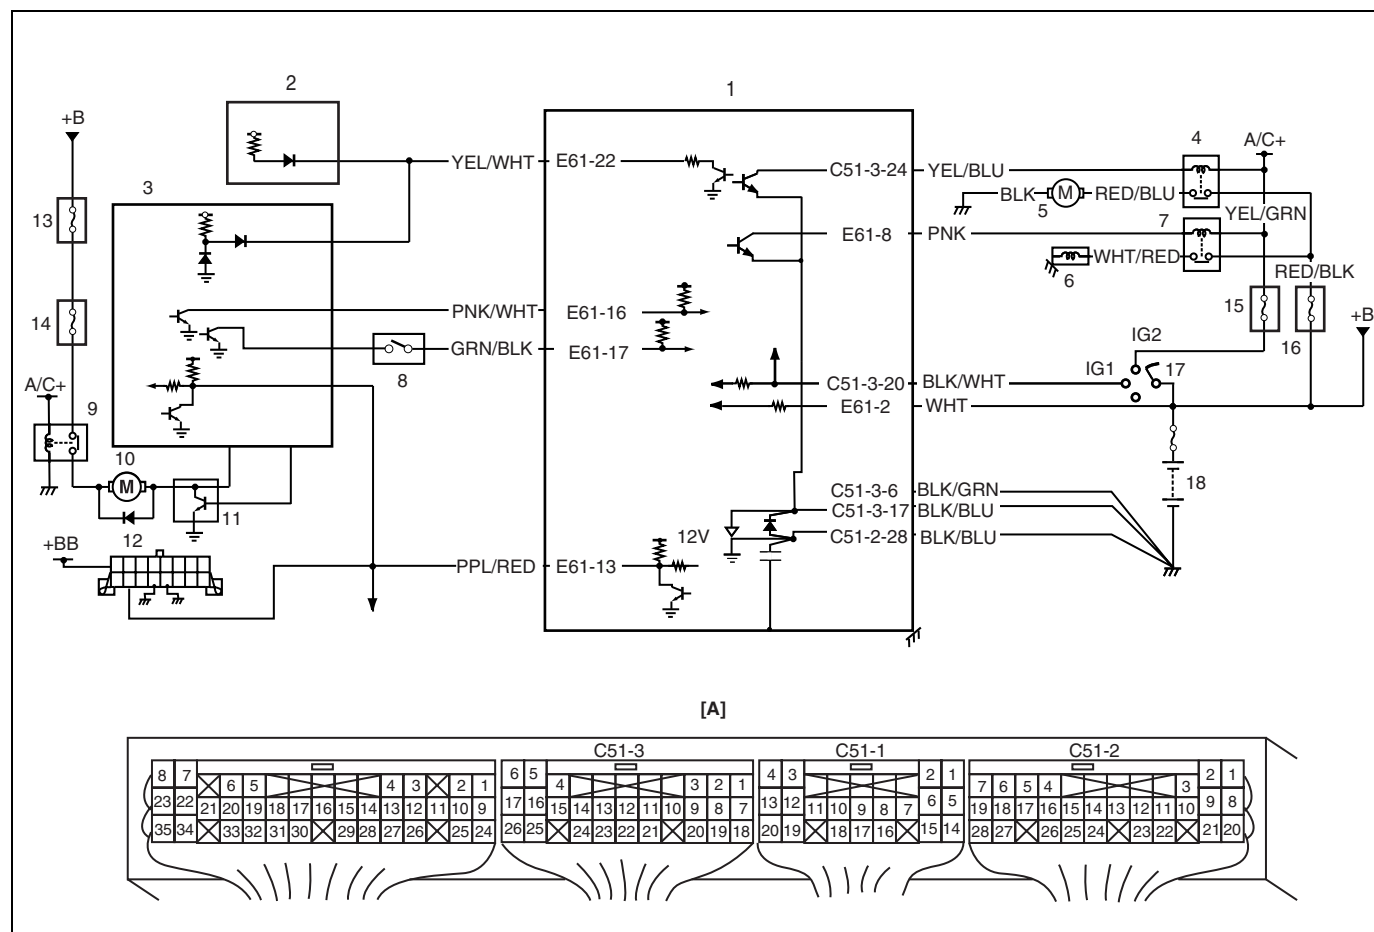 1
2
+B
A/C+
4
YEL/WHT
E61-22
C51-3-24
YEL/BLU
3
BLK
M
RED/BLU
5
13
YEL/GRN
7
E61-8
PNK
WHT/RED
6
RED/BLK
PNK/WHT
E61-16
15
+B
14
GRN/BLK
E61-17
IG2
16
8
IG1
17
A/C+
C51-3-20
BLK/WHT
9
E61-2
WHT
10
M
C51-3-6
BLK/GRN
18
C51-3-17
BLK/BLU
11
12
12V
C51-2-28
BLK/BLU
+BB
PPL/RED
E61-13
[A]
C51-3
C51-1
C51-2
8 7 6 5 4 3 2 1
23 22 21 20 19 18 17 16 15 14 13 12 11 10 9
35 34 33 32 31 30 29 28 27 26 25 24
6 5 4 3 2 1
17 16 15 14 13 12 11 10 9 8 7
26 25 24 23 22 21 20 19 18
4 3 2 1
13 12 11 10 9 8 7 6 5
20 19 18 17 16 15 14
7 6 5 4 3 2 1
19 18 17 16 15 14 13 12 11 10 9 8
28 27 26 25 24 23 22 21 20